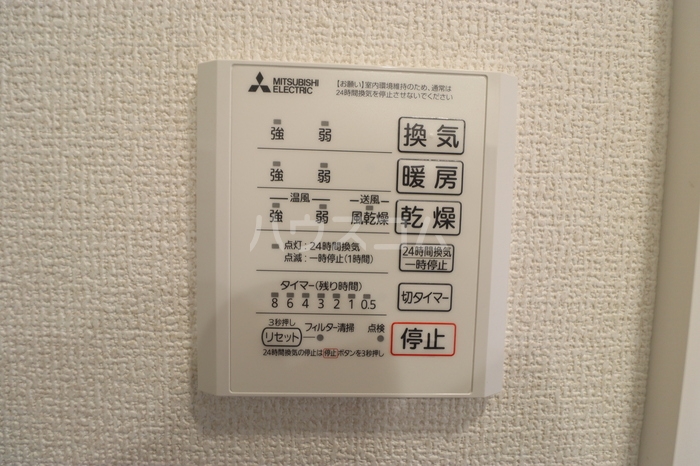 MITSUBISHI
ELECTRIC
【お願い】室内環境維持のため、通常は
24時間換気を停止させないでください
強 弱 換気
強 弱 暖房
温風 送風
強 弱 風乾燥 乾燥
点灯:24時間換気
点滅:一時停止(1時間)
24時間換気
一時停止
タイマー(残り時間)
8 6 4 3 2 1 0.5
切タイマー
3秒押し
リセット フィルター清掃 点検
停止
24時間換気の停止は停止ボタンを3秒押し
ハウスコム